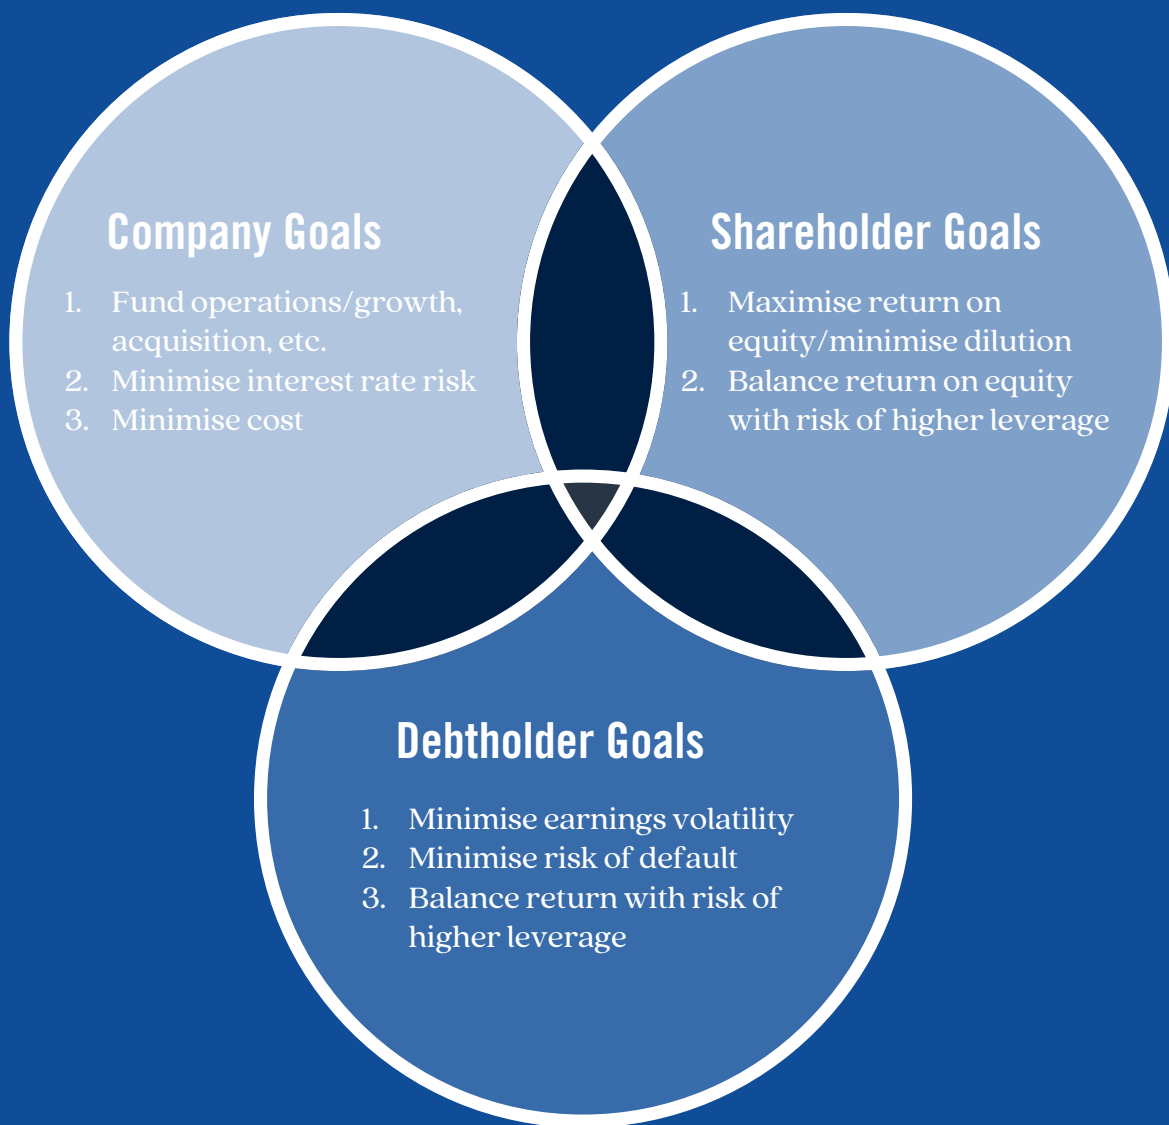 Company Goals
1. Fund operations/growth,
acquisition, etc.
2. Minimise interest rate risk
3. Minimise cost
Shareholder Goals
1. Maximise return on
equity/minimise dilution
2. Balance return on equity
with risk of higher leverage
Debtholder Goals
1. Minimise earnings volatility
2. Minimise risk of default
3. Balance return with risk of
higher leverage